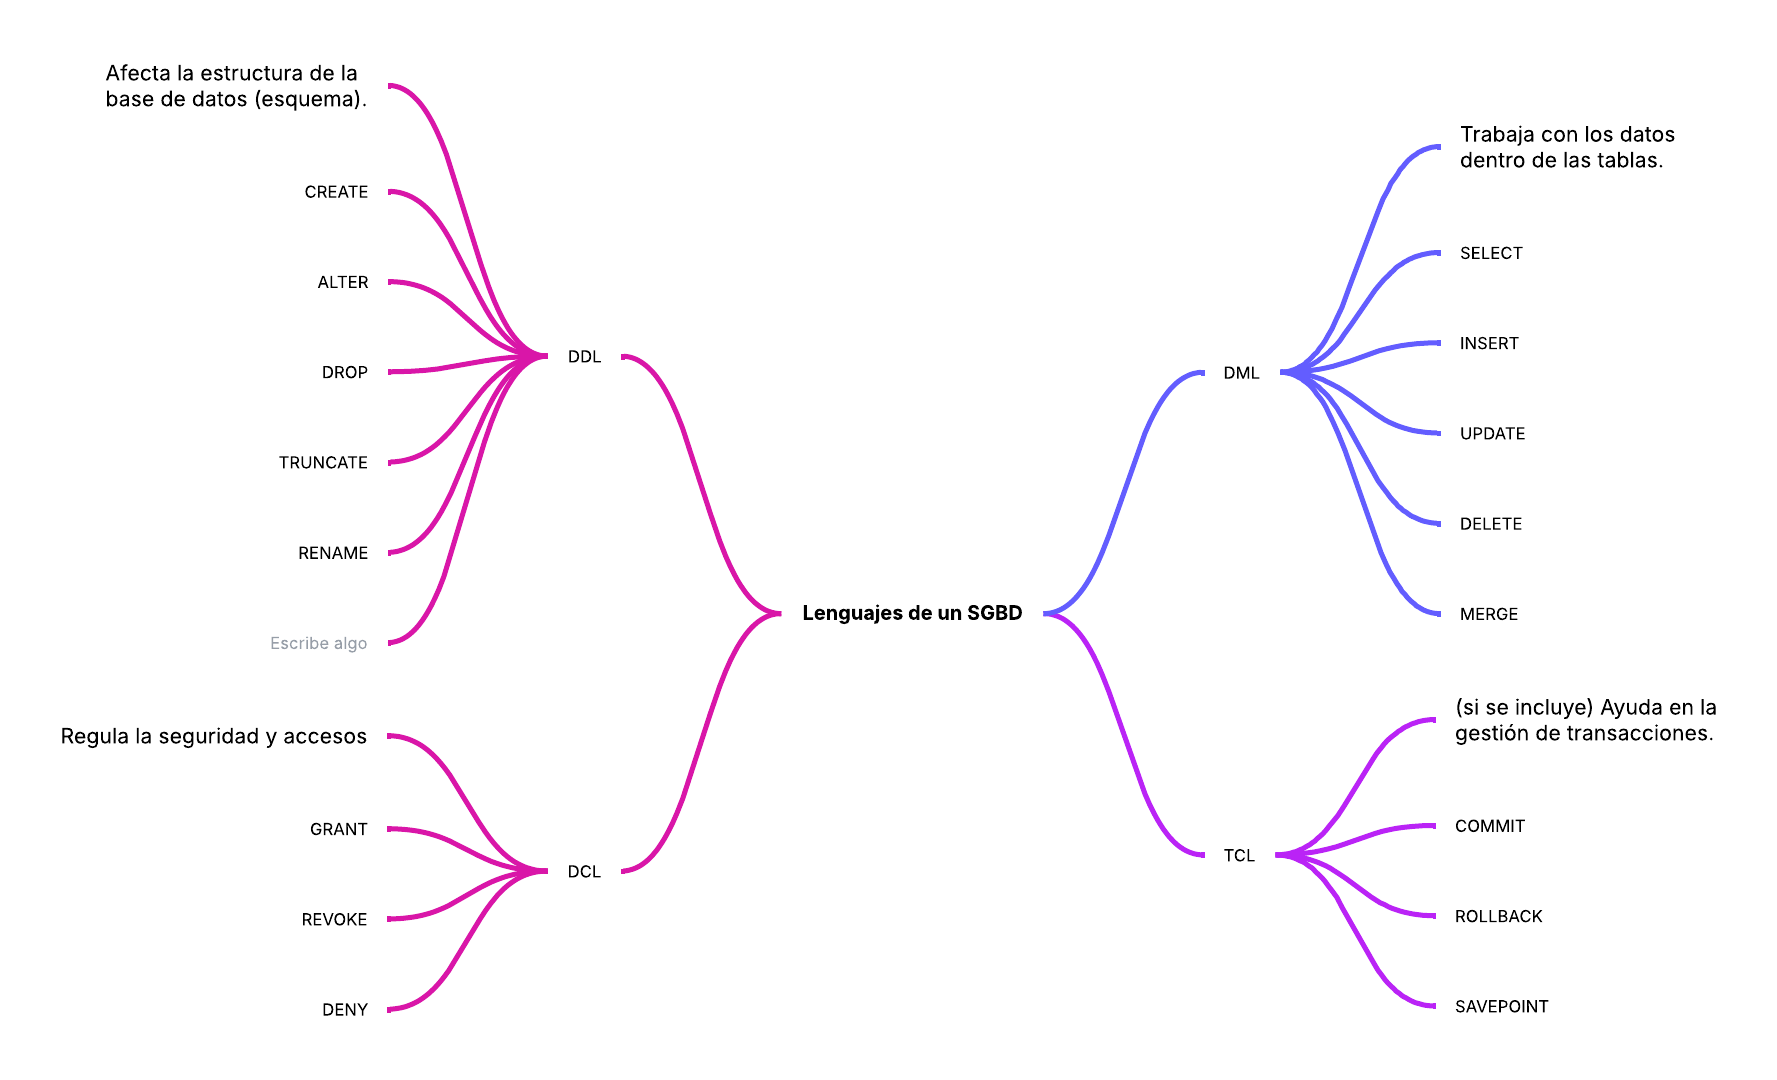 Afecta la estructura de la
base de datos (esquema).
CREATE
ALTER
DROP
TRUNCATE
RENAME
Escribe algo
DDL
Regula la seguridad y accesos
GRANT
REVOKE
DENY
DCL
Lenguajes de un SGBD
DML
Trabaja con los datos
dentro de las tablas.
SELECT
INSERT
UPDATE
DELETE
MERGE
TCL
(si se incluye) Ayuda en la
gestión de transacciones.
COMMIT
ROLLBACK
SAVEPOINT